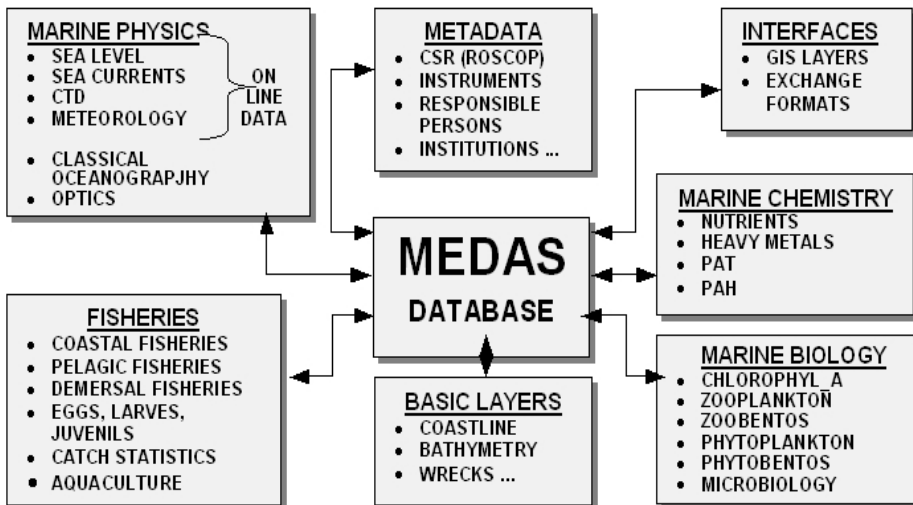 MARINE PHYSICS
• SEA LEVEL
• SEA CURRENTS
• CTD
• METEOROLOGY
ON
LINE
DATA
• CLASSICAL
OCEANOGRAPJHY
• OPTICS
METADATA
• CSR (ROSCOP)
• INSTRUMENTS
• RESPONSIBLE
PERSONS
• INSTITUTIONS ...
INTERFACES
• GIS LAYERS
• EXCHANGE
FORMATS
MEDAS
DATABASE
MARINE CHEMISTRY
• NUTRIENTS
• HEAVY METALS
• PAT
• PAH
FISHERIES
• COASTAL FISHERIES
• PELAGIC FISHERIES
• DEMERSAL FISHERIES
• EGGS, LARVES,
JUVENILS
• CATCH STATISTICS
• AQUACULTURE
BASIC LAYERS
• COASTLINE
• BATHYMETRY
• WRECKS ...
MARINE BIOLOGY
• CHLOROPHYL_A
• ZOOPLANKTON
• ZOOBENTOS
• PHYTOPLANKTON
• PHYTOBENTOS
• MICROBIOLOGY